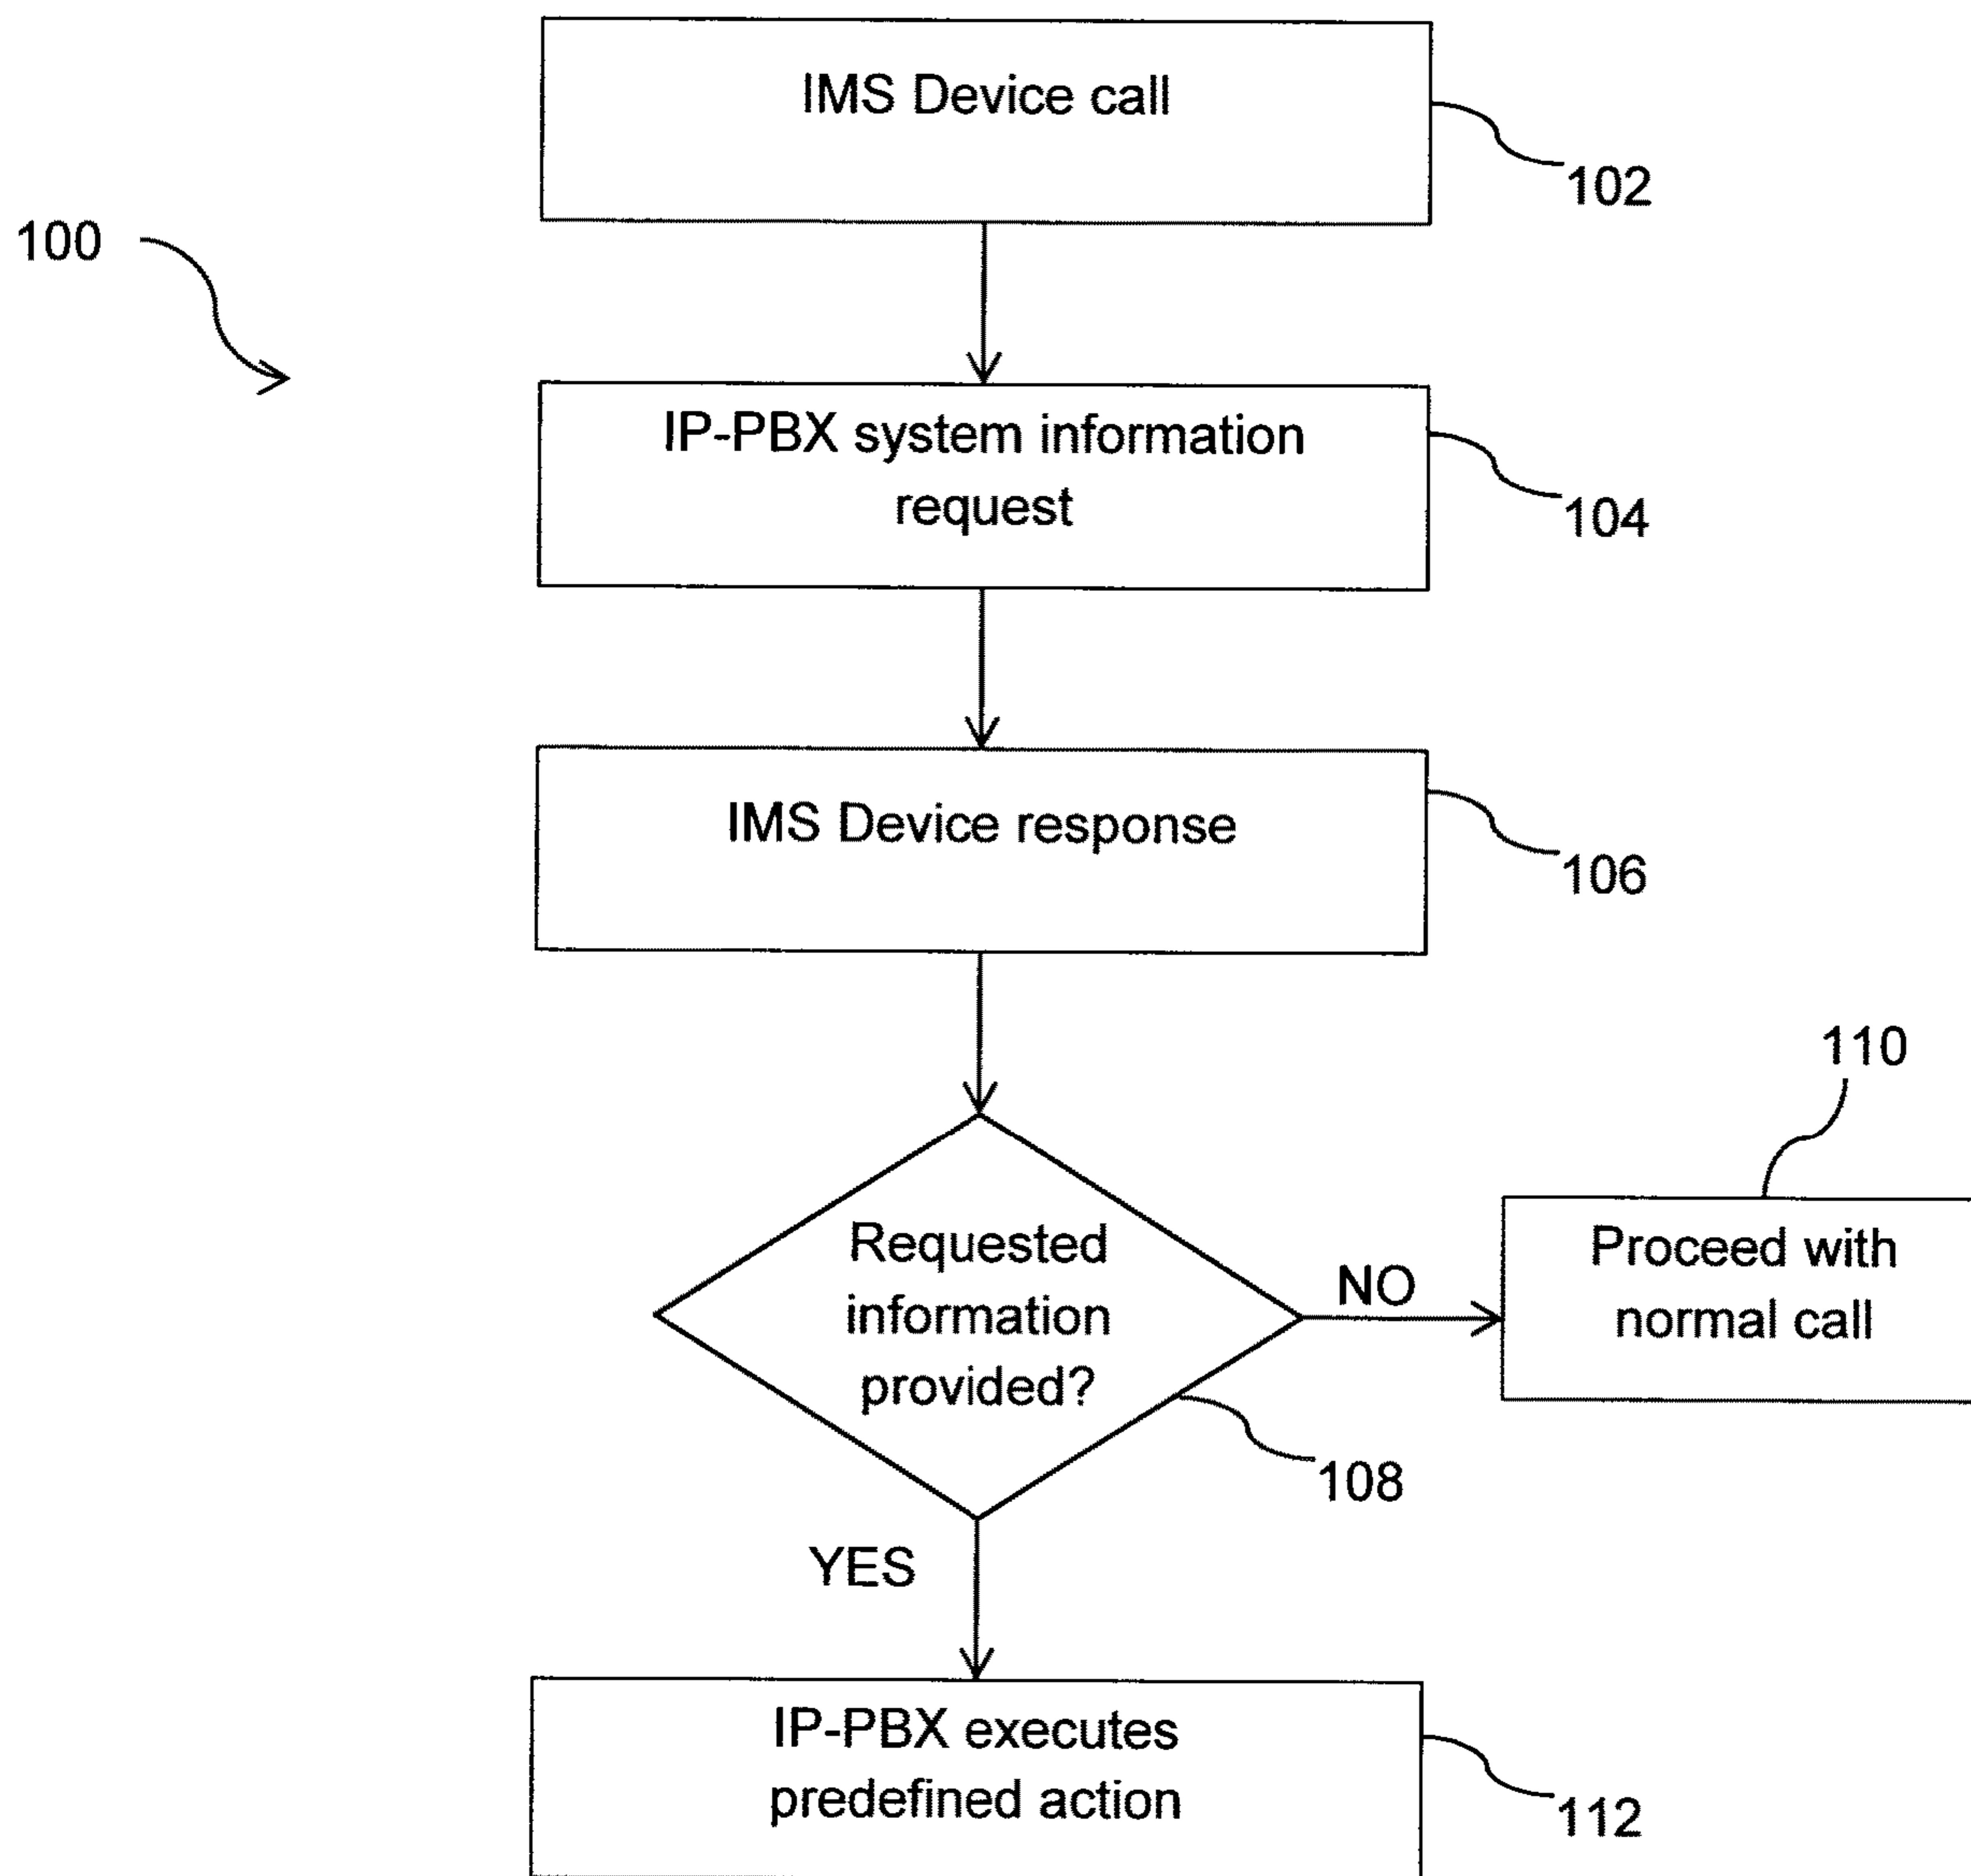 IMS Device call
102
100
IP-PBX system information
request
104
IMS Device response
106
110
Requested
information
provided?
NO
Proceed with
normal call
108
YES
IP-PBX executes
predefined action
112